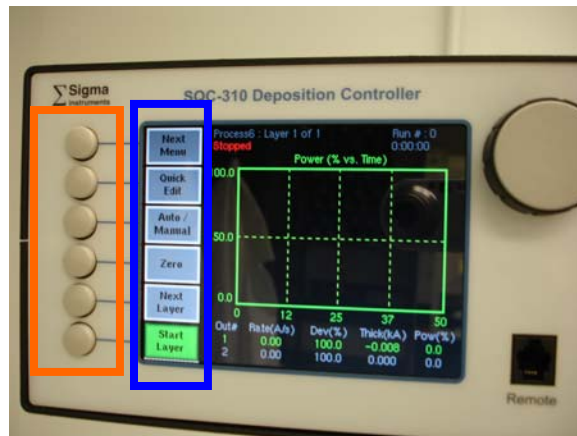 Sigma
instruments
SQC-310 Deposition Controller
Next
Menu
Quick
Edit
Auto /
Manual
Zero
Next
Layer
Start
Layer
Process6 : Layer 1 of 1 Run # : 0
Stopped 0:00:00
Power (% vs. Time)
100.0
50.0
0.0
0 12 25 37 50
Out# Rate(A/s) Dev(%) Thick(kA) Pow(%)
1 0.00 100.0 -0.008 0.0
2 0.00 100.0 0.000 0.0
Remote